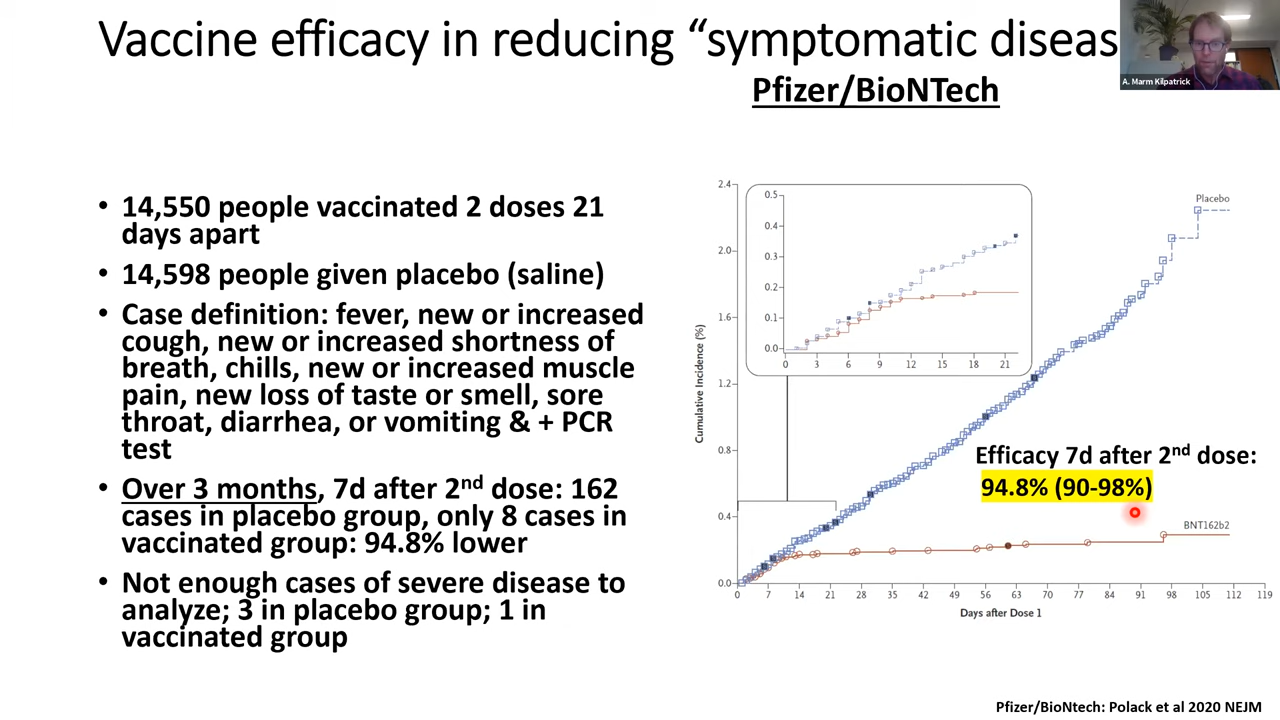 Vaccine efficacy in reducing “symptomatic diseas
Pfizer/BioNTech
A. Marm Kilpatrick
• 14,550 people vaccinated 2 doses 21
days apart
• 14,598 people given placebo (saline)
• Case definition: fever, new or increased
cough, new or increased shortness of
breath, chills, new or increased muscle
pain, new loss of taste or smell, sore
throat, diarrhea, or vomiting & + PCR
test
• Over 3 months, 7d after 2nd dose: 162
cases in placebo group, only 8 cases in
vaccinated group: 94.8% lower
• Not enough cases of severe disease to
analyze; 3 in placebo group; 1 in
vaccinated group
Cumulative Incidence (%)
2.4
2.0
1.6
1.2
0.8
0.4
0.0
0.5
0.4
0.3
0.2
0.1
0.0
0 3 6 9 12 15 18 21
Placebo
Efficacy 7d after 2nd dose:
94.8% (90-98%)
BNT162b2
0 7 14 21 28 35 42 49 56 63 70 77 84 91 98 105 112 119
Days after Dose 1
Pfizer/BioNtech: Polack et al 2020 NEJM